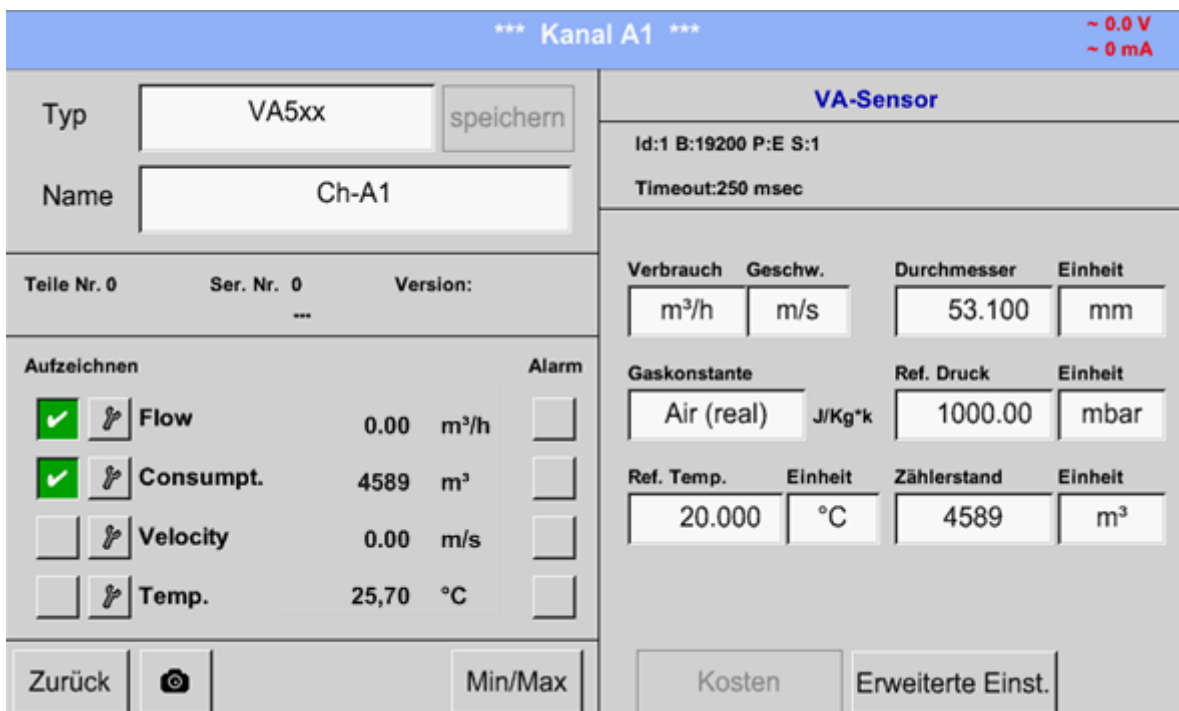 *** Kanal A1 ***
~ 0.0 V
~ 0 mA
Typ
VA5xx
speichern
Name
Ch-A1
Teile Nr. 0 Ser. Nr. 0 Version:
---
Aufzeichnen Alarm
Flow 0.00 m³/h
Consumpt. 4589 m³
Velocity 0.00 m/s
Temp. 25,70 °C
Zurück
Min/Max
VA-Sensor
Id:1 B:19200 P:E S:1
Timeout:250 msec
Verbrauch Geschw. Durchmesser Einheit
m³/h m/s 53.100 mm
Gaskonstante Ref. Druck Einheit
Air (real) J/Kg*k 1000.00 mbar
Ref. Temp. Einheit Zählerstand Einheit
20.000 °C 4589 m³
Kosten
Erweiterte Einst.